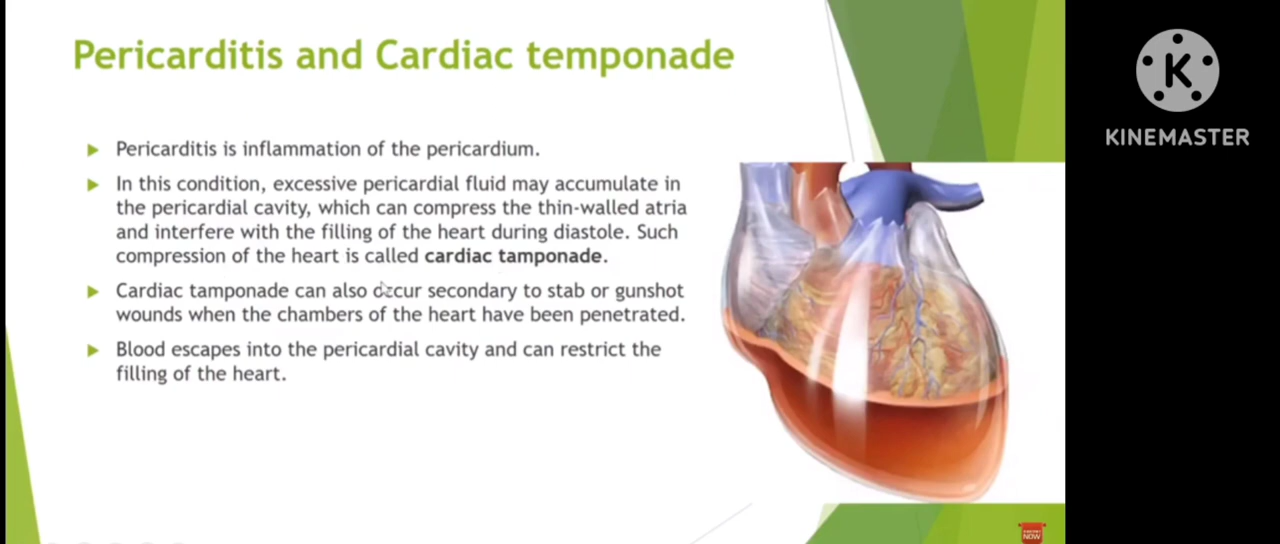 Pericarditis and Cardiac temponade
Pericarditis is inflammation of the pericardium.
In this condition, excessive pericardial fluid may accumulate in
the pericardial cavity, which can compress the thin-walled atria
and interfere with the filling of the heart during diastole. Such
compression of the heart is called cardiac tamponade.
Cardiac tamponade can also occur secondary to stab or gunshot
wounds when the chambers of the heart have been penetrated.
Blood escapes into the pericardial cavity and can restrict the
filling of the heart.
K
KINEMASTER
NOW